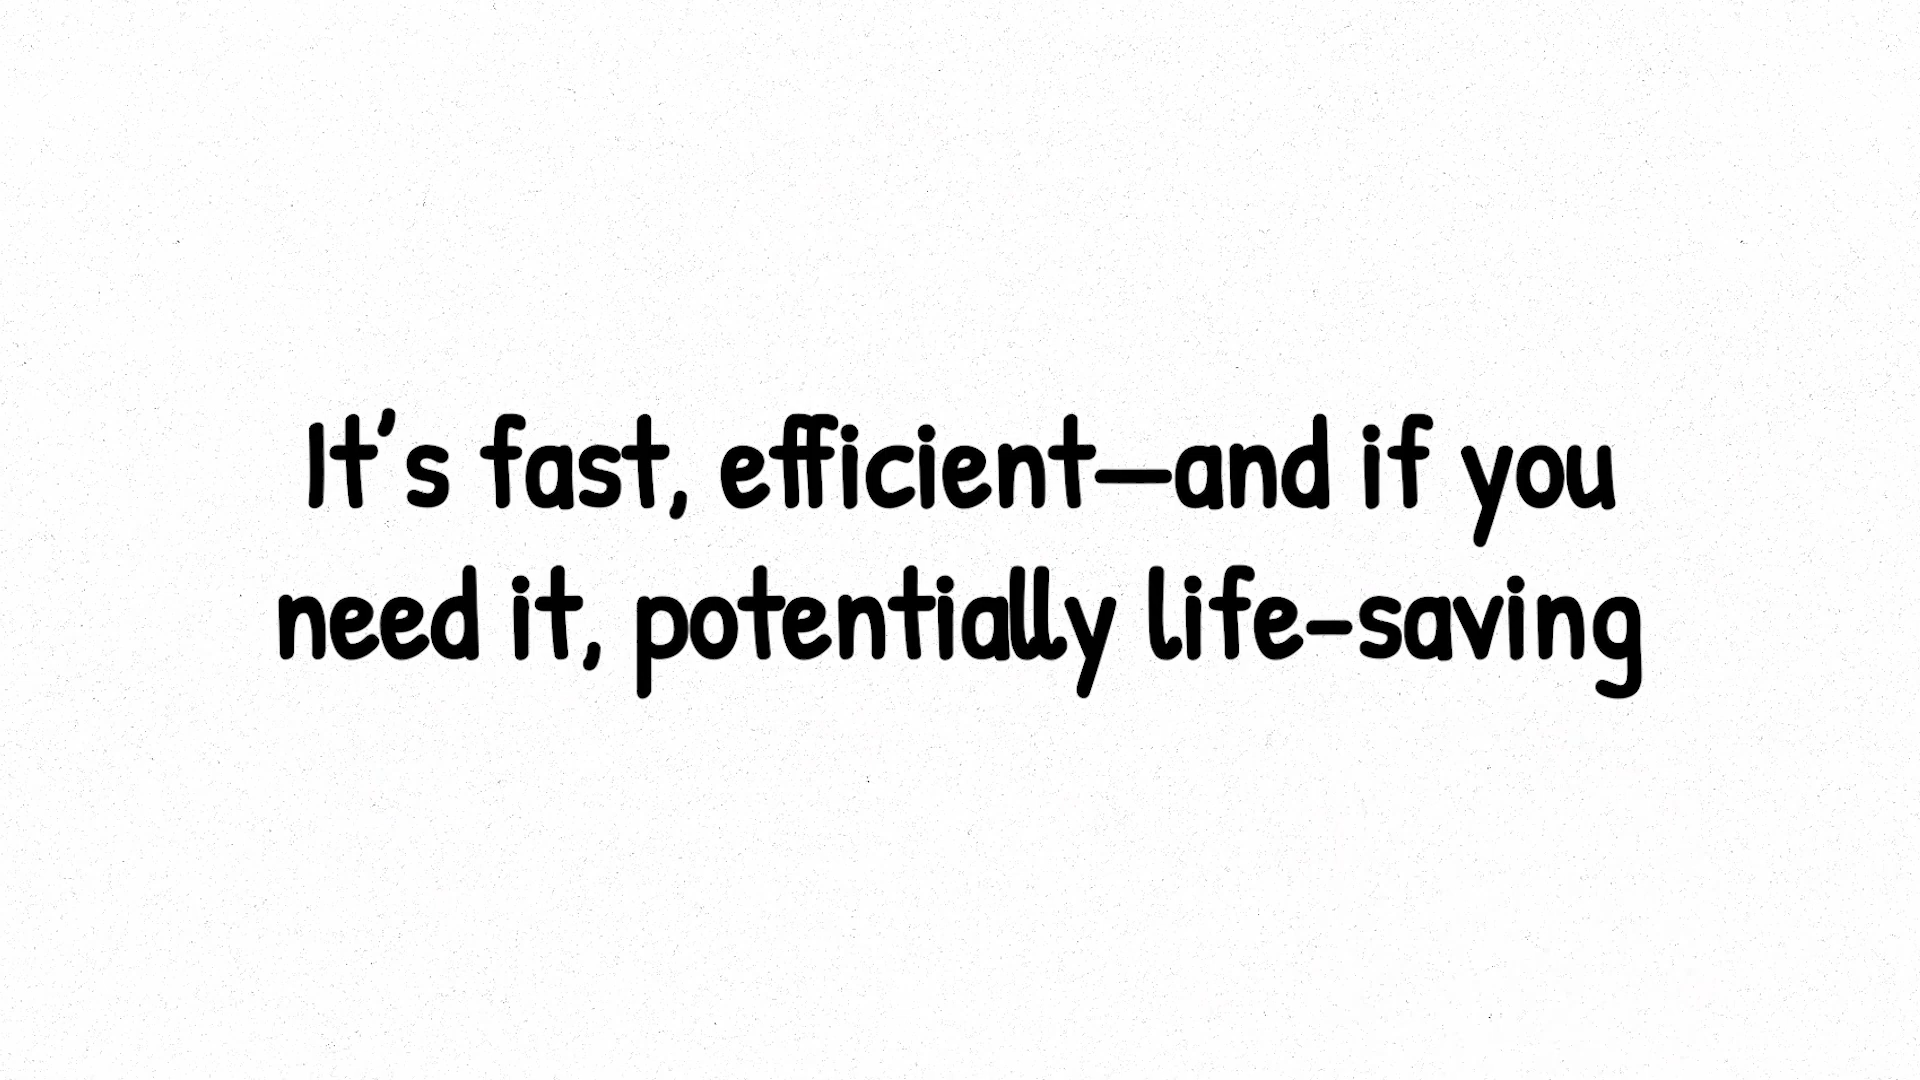 It’s fast, efficient—and if you
need it, potentially life-saving